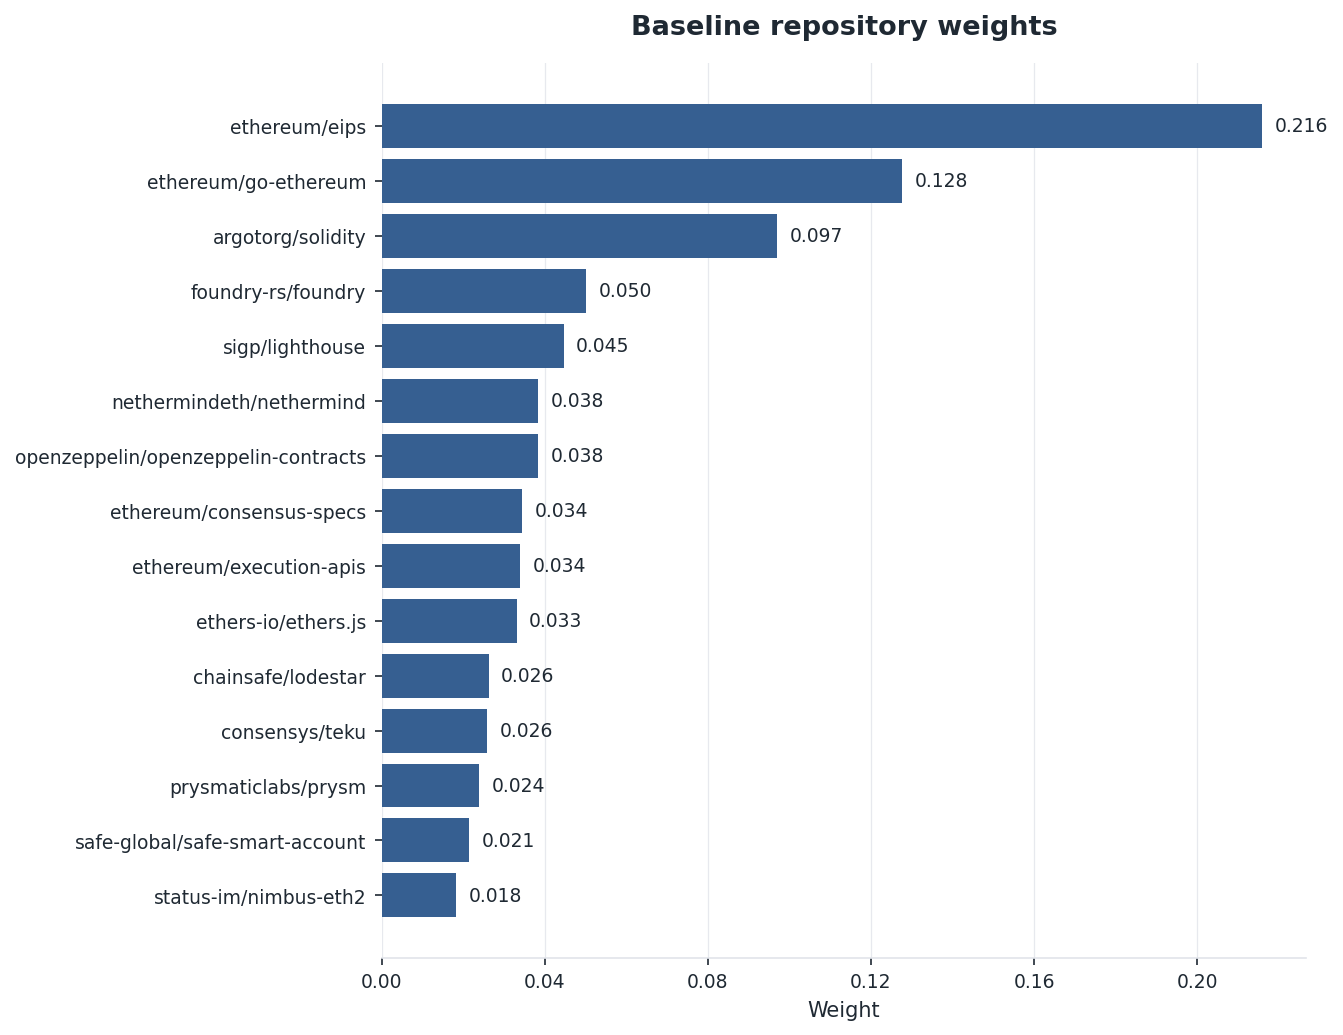 Baseline repository weights
ethereum/eips 0.216
ethereum/go-ethereum 0.128
argotorg/solidity 0.097
foundry-rs/foundry 0.050
sigp/lighthouse 0.045
nethermindeth/nethermind 0.038
openzeppelin/openzeppelin-contracts 0.038
ethereum/consensus-specs 0.034
ethereum/execution-apis 0.034
ethers-io/ethers.js 0.033
chainsafe/lodestar 0.026
consensys/teku 0.026
prysmaticlabs/prysm 0.024
safe-global/safe-smart-account 0.021
status-im/nimbus-eth2 0.018
0.00 0.04 0.08 0.12 0.16 0.20
Weight